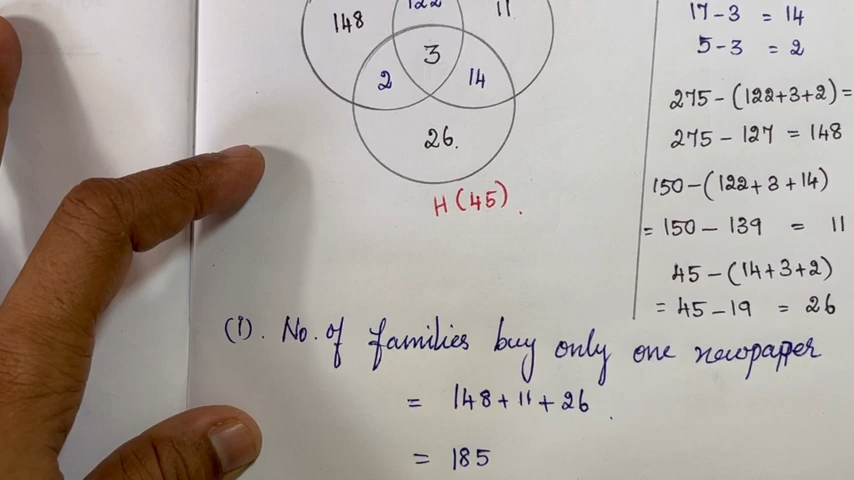 122
148
11
3
2
14
26.
H (45).
17-3 = 14
5-3 = 2
275-(122+3+2)=
275-127 = 148
150-(122+3+14)
= 150-139 = 11
45-(14+3+2)
= 45-19 = 26
(i). No. of families buy only one newpaper
= 148+11+26.
= 185